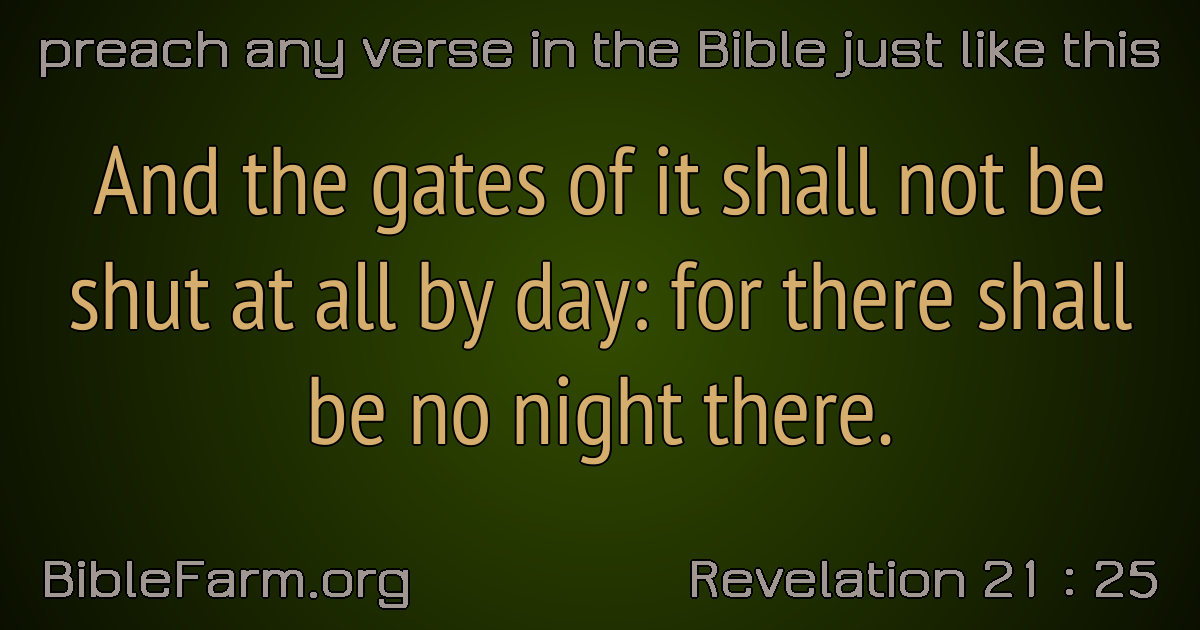 preach any verse in the Bible just like this
And the gates of it shall not be
shut at all by day: for there shall
be no night there.
BibleFarm.org
Revelation 21 : 25